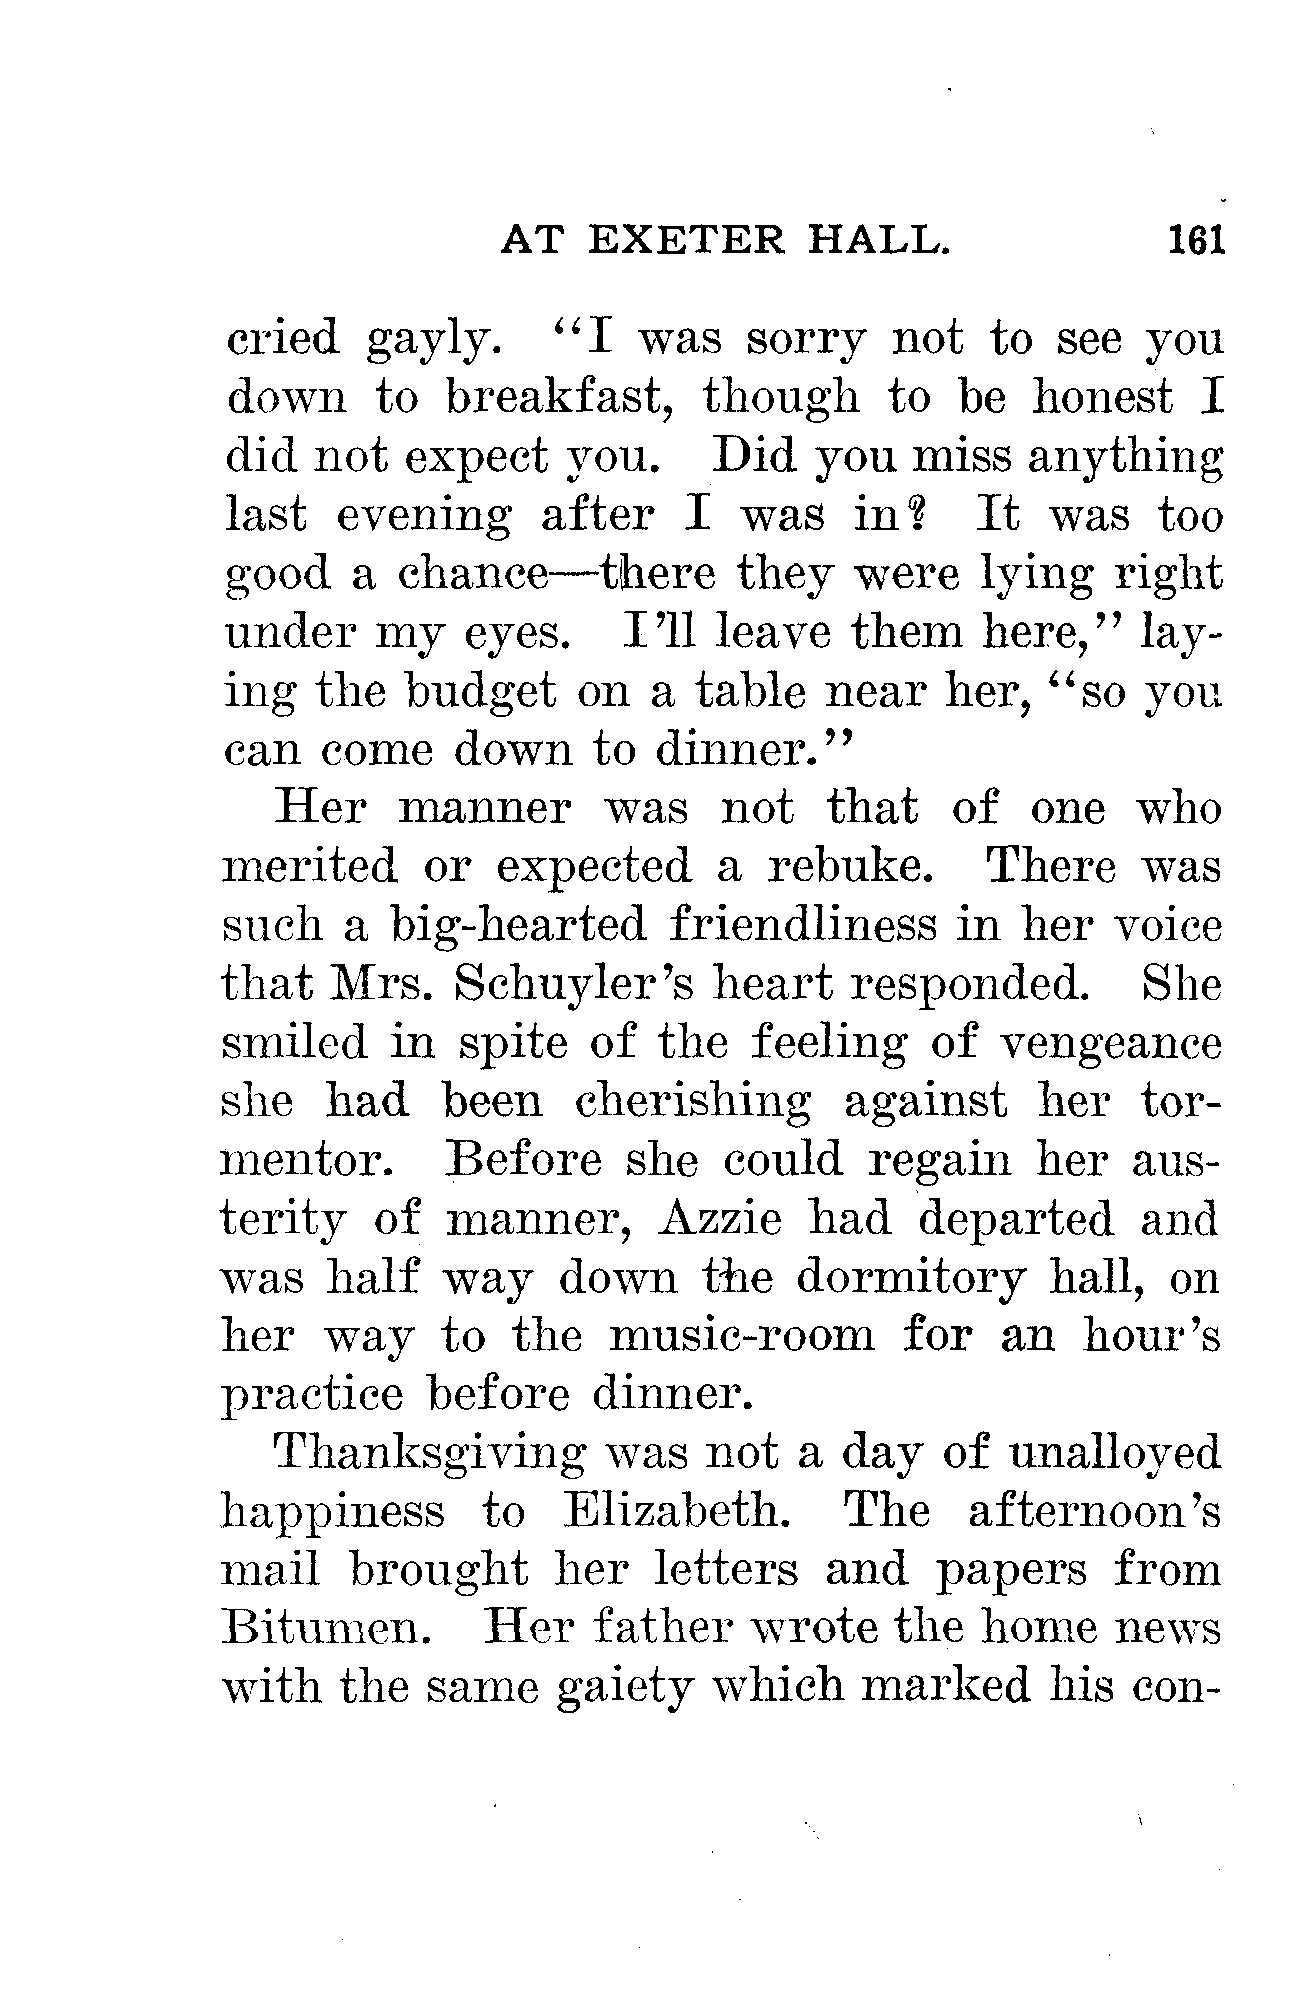 AT EXETER HALL. 161
cried gayly. “I was sorry not to see you
down to breakfast, though to be honest I
did not expect you. Did you miss anything
last evening after I was in? It was too
good a chance—there they were lying right
under my eyes. I’ll leave them here,” lay-
ing the budget on a table near her, “so you
can come down to dinner.”
Her manner was not that of one who
merited or expected a rebuke. There was
such a big-hearted friendliness in her voice
that Mrs. Schuyler’s heart responded. She
smiled in spite of the feeling of vengeance
she had been cherishing against her tor-
mentor. Before she could regain her aus-
terity of manner, Azzie had departed and
was half way down the dormitory hall, on
her way to the music-room for an hour’s
practice before dinner.
Thanksgiving was not a day of unalloyed
happiness to Elizabeth. The afternoon’s
mail brought her letters and papers from
Bitumen. Her father wrote the home news
with the same gaiety which marked his con-